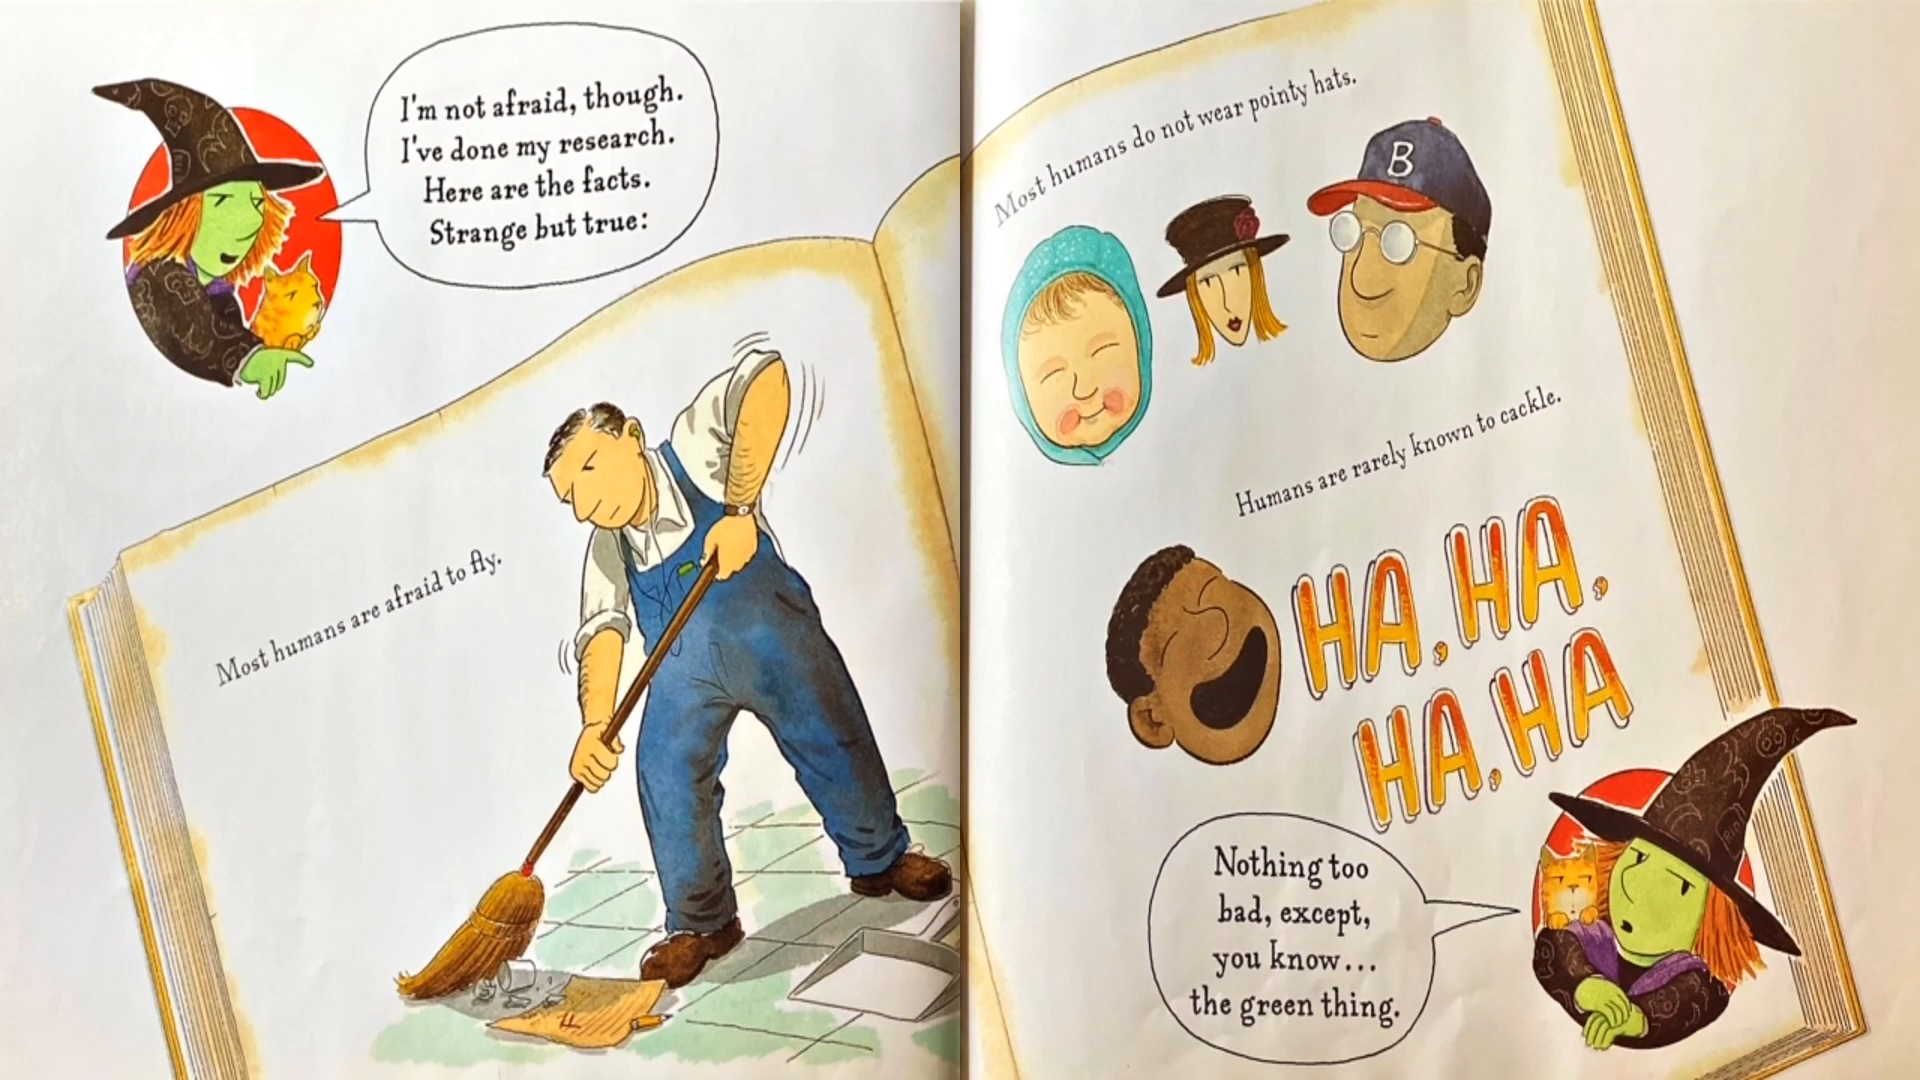 I'm not afraid, though.
I've done my research.
Here are the facts.
Strange but true:
Most humans are afraid to fly.
Most humans do not wear pointy hats.
B
Humans are rarely known to cackle.
HA, HA,
HA, HA
Nothing too
bad, except,
you know...
the green thing.